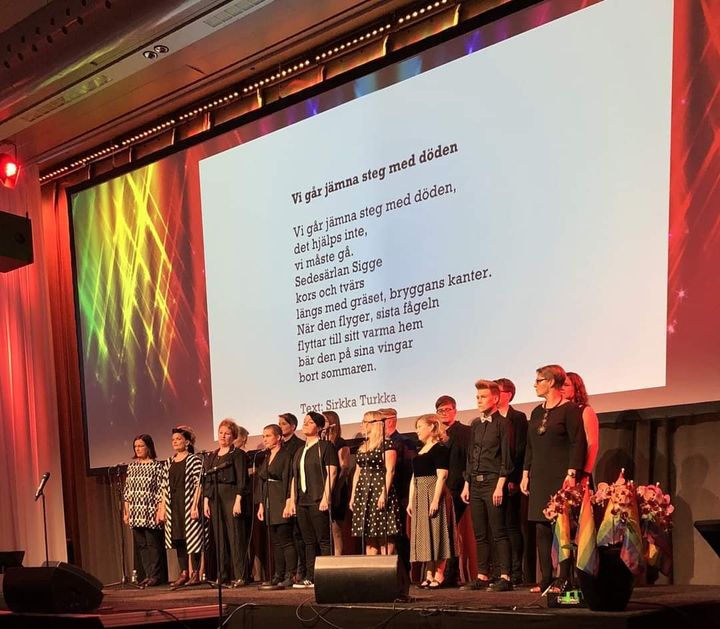 Vi går jämna steg med döden
Vi går jämna steg med döden,
det hjälps inte,
vi måste gå.
Sedesärlan Sigge
kors och tvärs
längs med gräset, bryggans kanter.
När den flyger, sista fågeln
flyttar till sitt varma hem
bär den på sina vingar
bort sommaren.
Text: Sirkka Turkka